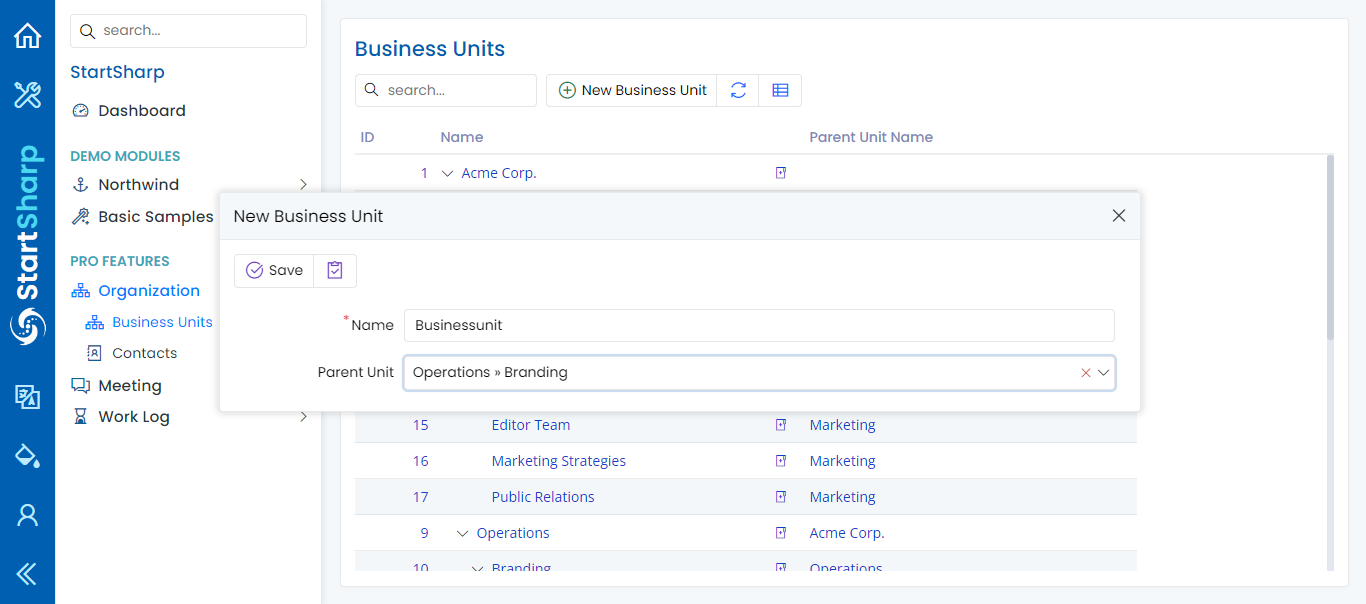 search...
StartSharp
Dashboard
DEMO MODULES
Northwind
Basic Samples
PRO FEATURES
Organization
Business Units
Contacts
Meeting
Work Log
StartSharp
Business Units
search...
New Business Unit
ID Name Parent Unit Name
1 Acme Corp.
New Business Unit
Save
*Name Businessunit
Parent Unit Operations » Branding
15 Editor Team Marketing
16 Marketing Strategies Marketing
17 Public Relations Marketing
9 Operations Acme Corp.
10 Branding Operations